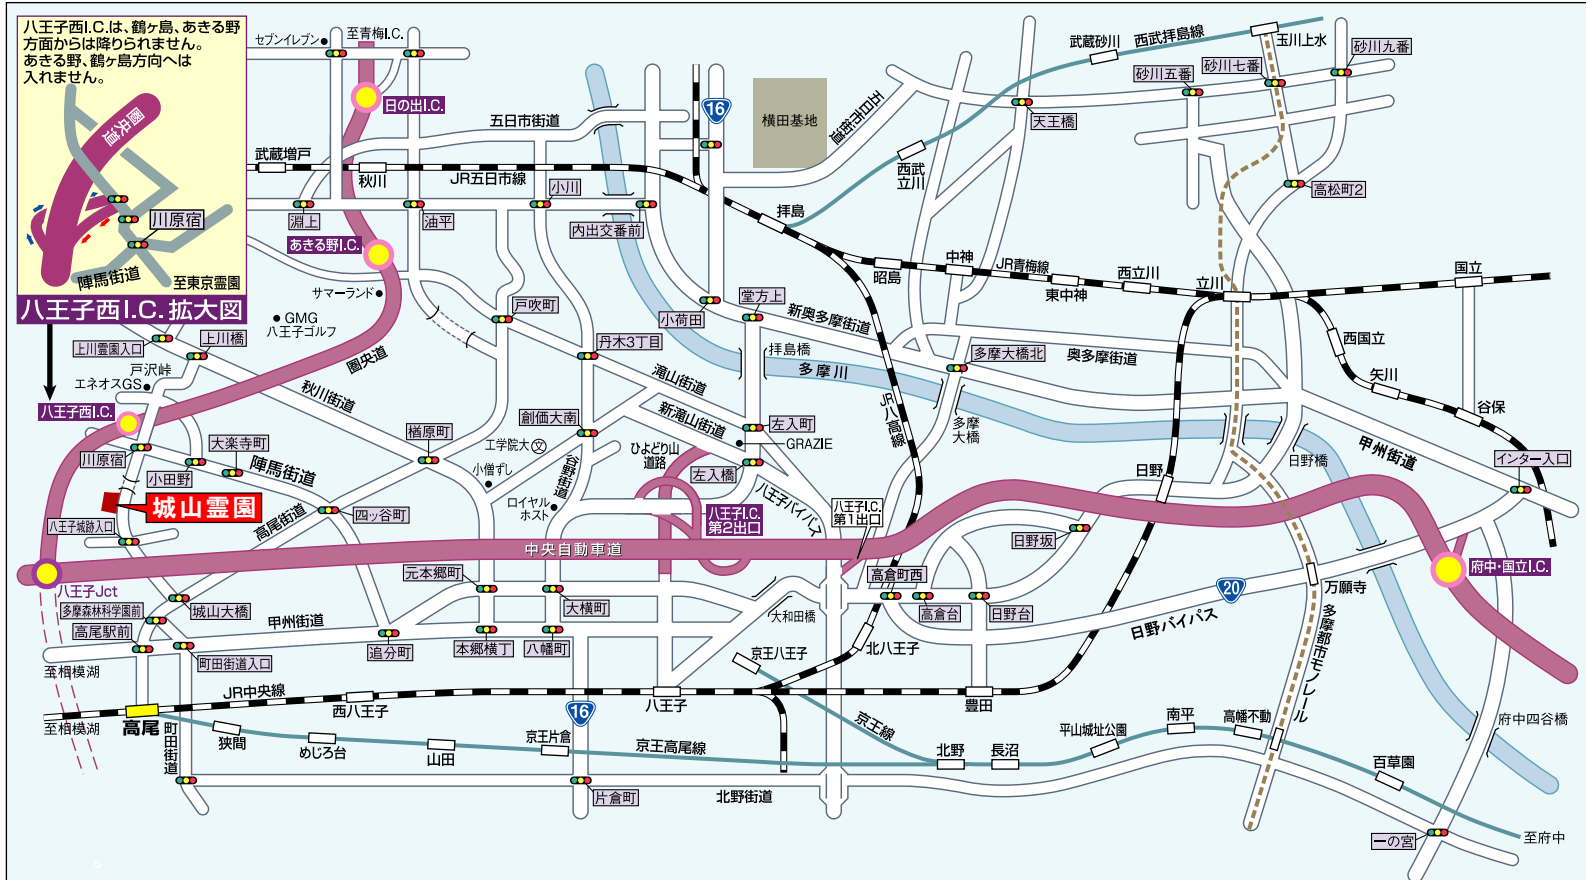 八王子西I.C.は、鶴ヶ島、あきる野
方面からは降りられません。
あきる野、鶴ヶ島方向へは
入れません。
圏央道
川原宿
陣馬街道
至東京霊園
八王子西I.C. 拡大図
セブンイレブン
至青梅I.C.
日の出I.C.
五日市街道
16
横田基地
五日市街道
武蔵砂川
西武拝島線
玉川上水
砂川九番
砂川五番
砂川七番
天王橋
武蔵増戸
秋川
JR五日市線
小川
西武
立川
高松町2
淵上
油平
内出交番前
拝島
あきる野I.C.
昭島
中神
JR青梅線
東中神
西立川
立川
国立
サマーランド
GMG
八王子ゴルフ
戸吹町
小荷田
堂方上
新奥多摩街道
西国立
上川霊園入口
上川橋
丹木3丁目
拝島橋
多摩川
多摩大橋北
奥多摩街道
戸沢峠
エネオスGS
圏央道
秋川街道
滝山街道
矢川
八王子西I.C.
新滝山街道
JR八高線
谷保
創価大南
左入町
多摩
大橋
甲州街道
大楽寺町
楢原町
工学院大
文
GRAZIE
川原宿
小田野
陣馬街道
小僧ずし
谷野街道
ひよどり山
道路
左入橋
日野
日野橋
インター入口
城山霊園
高尾街道
四ッ谷町
ロイヤル
ホスト
八王子I.C.
第2出口
八王子バイパス
八王子I.C.
第1出口
八王子城跡入口
中央自動車道
日野坂
八王子Jct
元本郷町
高倉町西
府中・国立I.C.
多摩森林科学園前
城山大橋
大横町
大和田橋
高倉台
日野台
20
万願寺
高尾駅前
甲州街道
日野バイパス
多摩都市モノレール
至相模湖
町田街道入口
追分町
本郷横丁
八幡町
京王八王子
北八王子
JR中央線
西八王子
16
八王子
豊田
至相模湖
高尾
町田街道
狭間
めじろ台
山田
京王片倉
京王高尾線
京王線
北野
長沼
平山城址公園
南平
高幡不動
府中四谷橋
百草園
片倉町
北野街道
一の宮
至府中